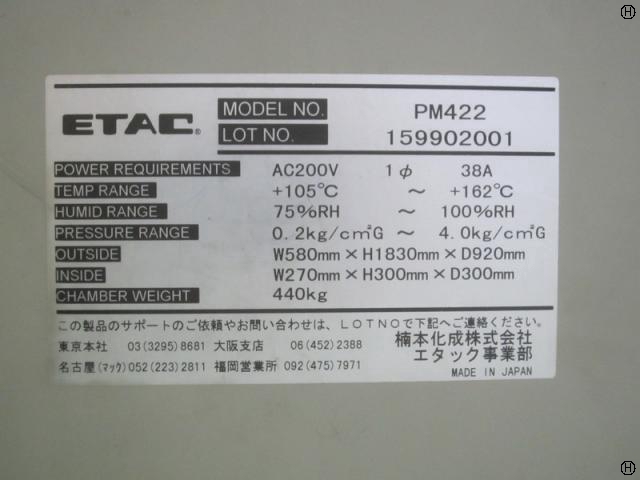 ETAC® MODEL NO. PM422
LOT NO. 159902001
POWER REQUIREMENTS AC200V 1φ 38A
TEMP RANGE +105℃ ～ +162℃
HUMID RANGE 75%RH ～ 100%RH
PRESSURE RANGE 0.2kg/c㎡G ～ 4.0kg/c㎡G
OUTSIDE W580mm×H1830mm×D920mm
INSIDE W270mm×H300mm×D300mm
CHAMBER WEIGHT 440kg
この製品のサポートのご依頼やお問い合わせは、LOTNOで下記へご連絡ください。
東京本社 03(3295)8681 大阪支店 06(452)2388 楠本化成株式会社
エタック事業部
名古屋(マック)052(223)2811 福岡営業所 092(475)7971 MADE IN JAPAN